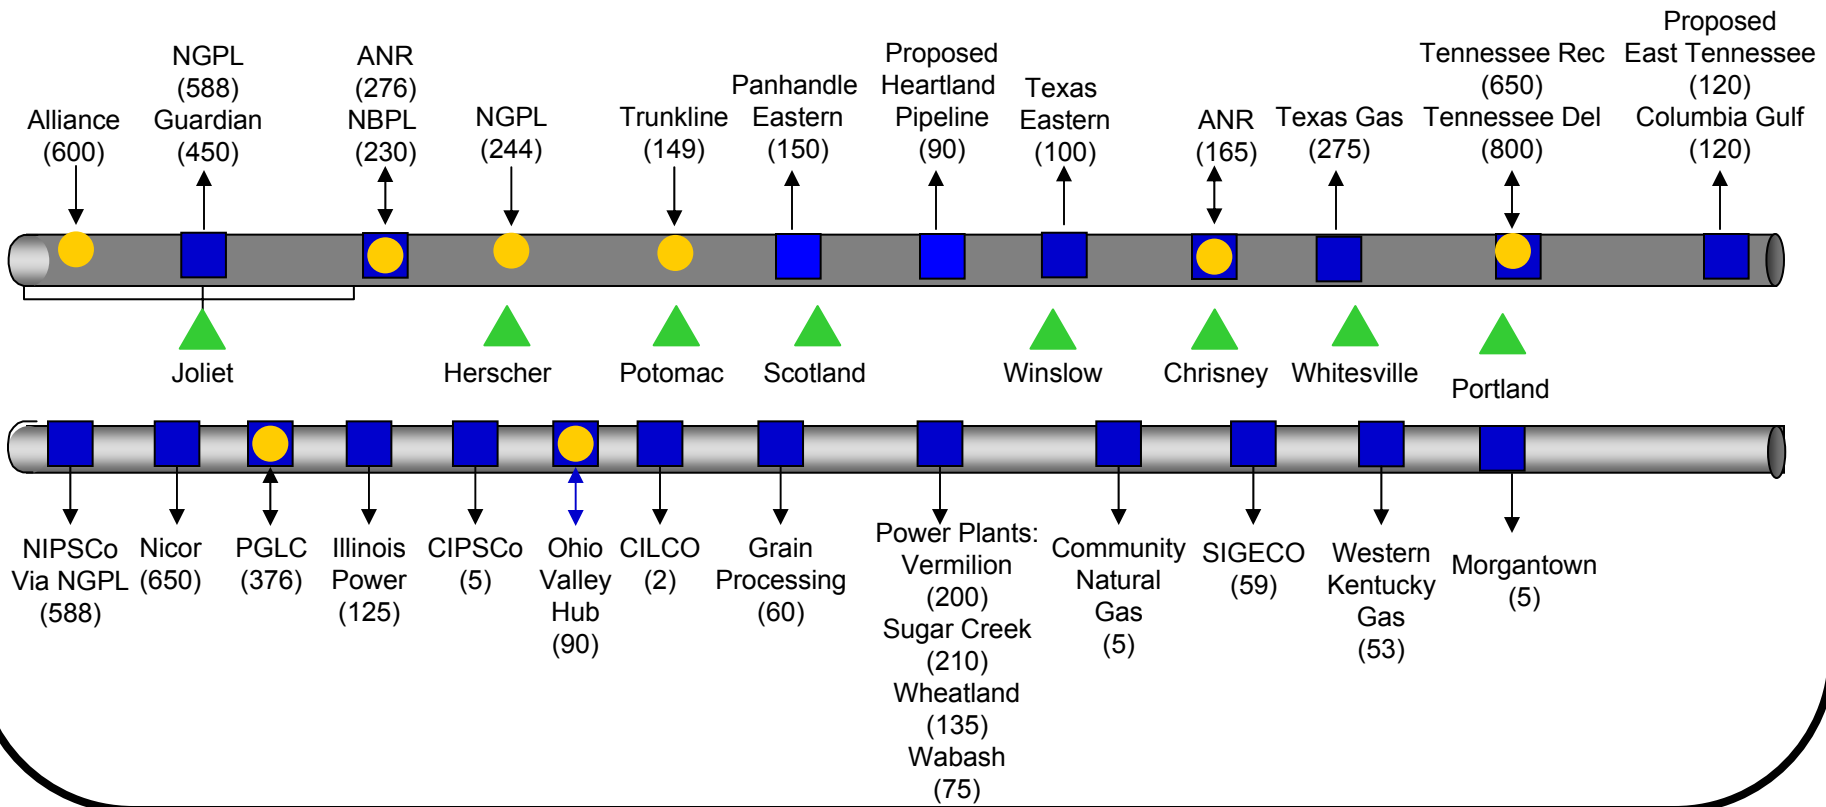 Alliance
(600)
NGPL
(588)
Guardian
(450)
ANR
(276)
NBPL
(230)
NGPL
(244)
Trunkline
(149)
Panhandle
Eastern
(150)
Proposed
Heartland
Pipeline
(90)
Texas
Eastern
(100)
ANR
(165)
Texas Gas
(275)
Tennessee Rec
(650)
Tennessee Del
(800)
Proposed
East Tennessee
(120)
Columbia Gulf
(120)
Joliet
Herscher
Potomac
Scotland
Winslow
Chrisney
Whitesville
Portland
NIPSCo
Via NGPL
(588)
Nicor
(650)
PGLC
(376)
Illinois
Power
(125)
CIPSCo
(5)
Ohio
Valley
Hub
(90)
CILCO
(2)
Grain
Processing
(60)
Power Plants:
Vermilion
(200)
Sugar Creek
(210)
Wheatland
(135)
Wabash
(75)
Community
Natural
Gas
(5)
SIGECO
(59)
Western
Kentucky
Gas
(53)
Morgantown
(5)